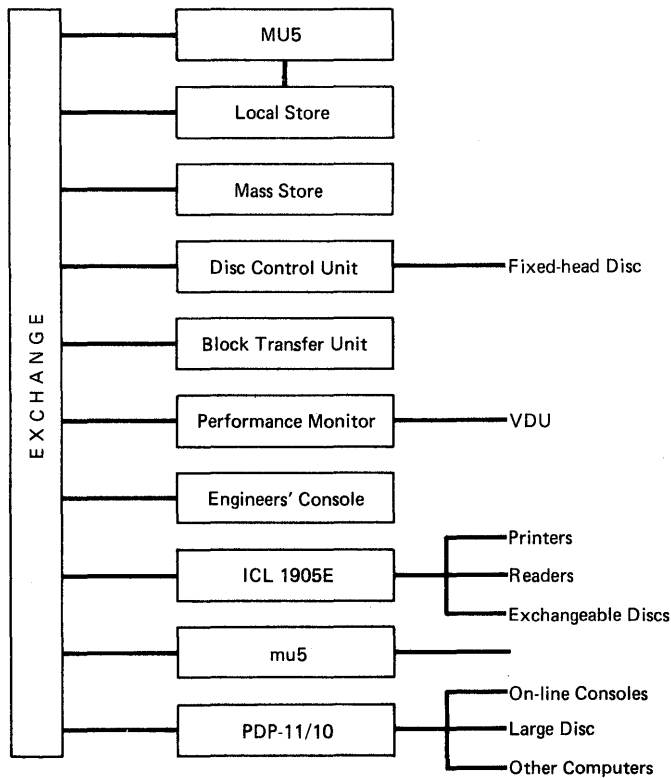 EXCHANGE
MU5
Local Store
Mass Store
Disc Control Unit
Fixed-head Disc
Block Transfer Unit
Performance Monitor
VDU
Engineers' Console
ICL 1905E
Printers
Readers
Exchangeable Discs
mu5
PDP-11/10
On-line Consoles
Large Disc
Other Computers